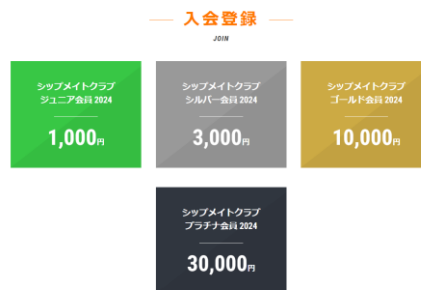 入会登録
JOIN
シップメイトクラブ
ジュニア会員 2024
1,000円
シップメイトクラブ
シルバー会員 2024
3,000円
シップメイトクラブ
ゴールド会員 2024
10,000円
シップメイトクラブ
プラチナ会員 2024
30,000円